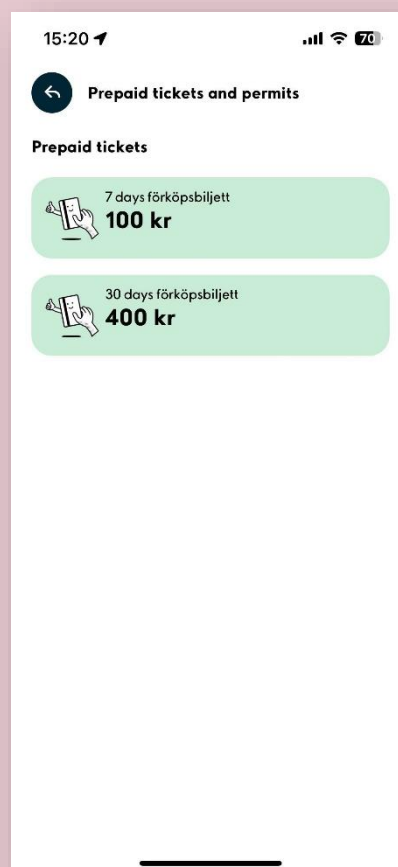 15:20
70
Prepaid tickets and permits
Prepaid tickets
7 days förköpsbiljett
100 kr
30 days förköpsbiljett
400 kr